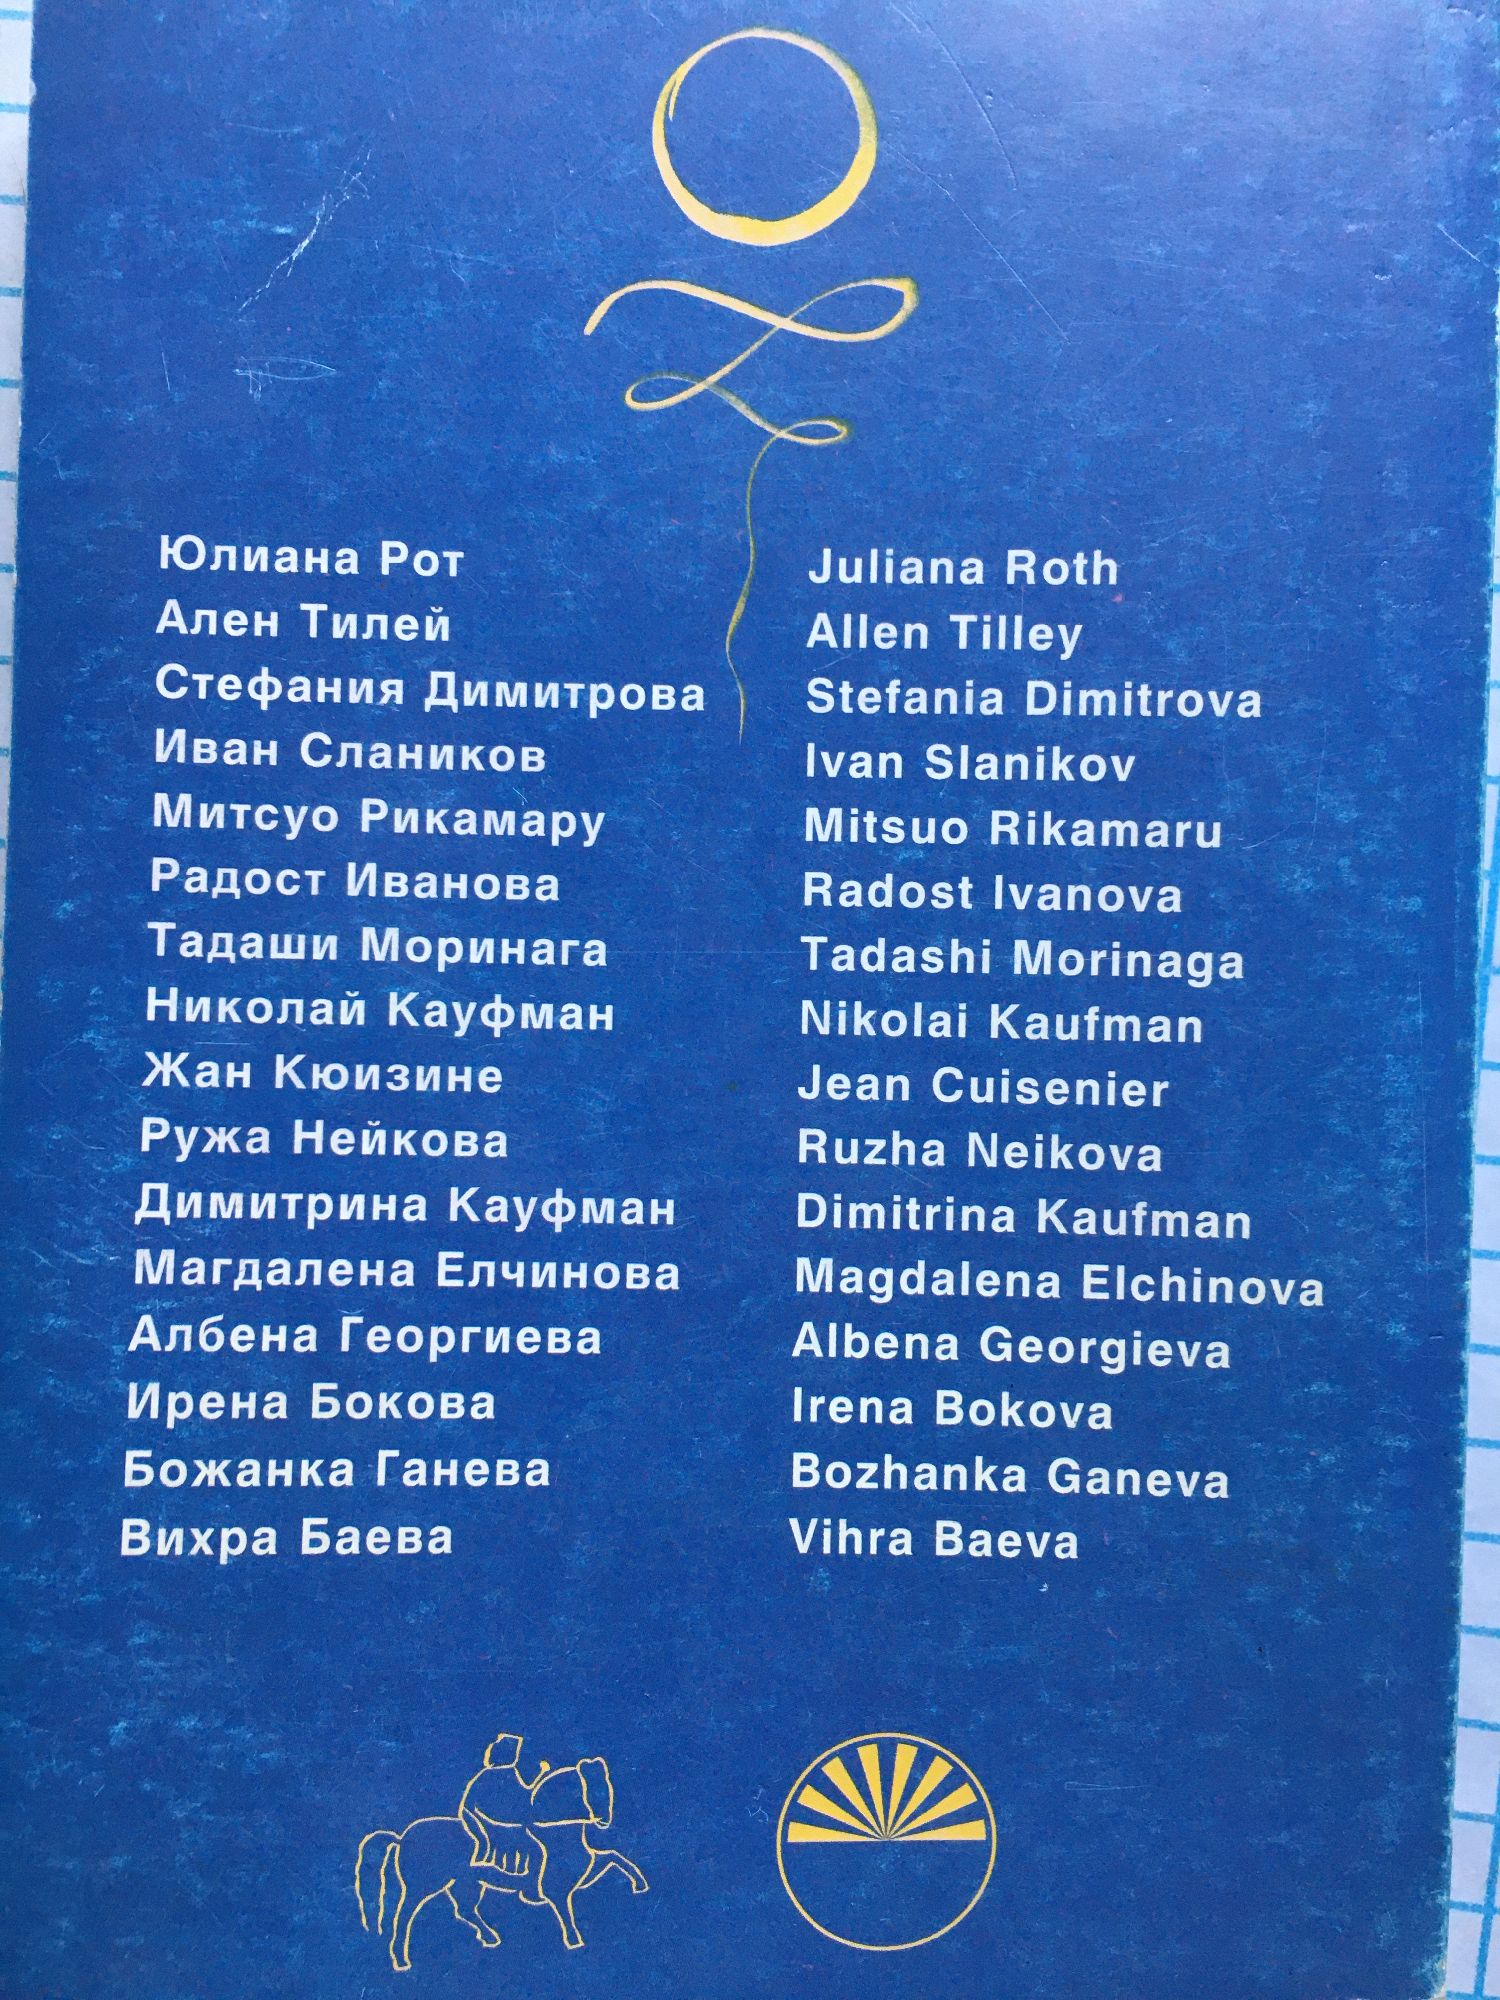 Юлиана Рот
Ален Тилей
Стефания Димитрова
Иван Слаников
Митсуо Рикамару
Радост Иванова
Тадаши Моринага
Николай Кауфман
Жан Кюизине
Ружа Нейкова
Димитрина Кауфман
Магдалена Елчинова
Албена Георгиева
Ирена Бокова
Божанка Ганева
Вихра Баева
Juliana Roth
Allen Tilley
Stefania Dimitrova
Ivan Slanikov
Mitsuo Rikamaru
Radost Ivanova
Tadashi Morinaga
Nikolai Kaufman
Jean Cuisenier
Ruzha Neikova
Dimitrina Kaufman
Magdalena Elchinova
Albena Georgieva
Irena Bokova
Bozhanka Ganeva
Vihra Baeva